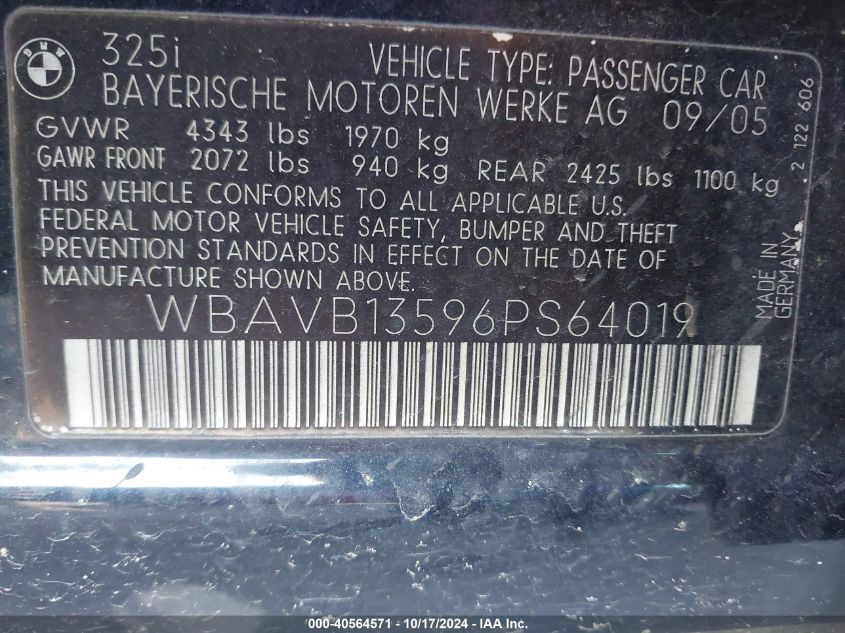 BMW
325i VEHICLE TYPE: PASSENGER CAR
BAYERISCHE MOTOREN WERKE AG 09/05
GVWR 4343 lbs 1970 kg
GAWR FRONT 2072 lbs 940 kg REAR 2425 lbs 1100 kg
THIS VEHICLE CONFORMS TO ALL APPLICABLE U.S.
FEDERAL MOTOR VEHICLE SAFETY, BUMPER AND THEFT
PREVENTION STANDARDS IN EFFECT ON THE DATE OF
MANUFACTURE SHOWN ABOVE.
WBAVB13596PS64019
.2 122 606
MADE IN
GERMANY
000-40564571 - 10/17/2024 - IAA Inc.